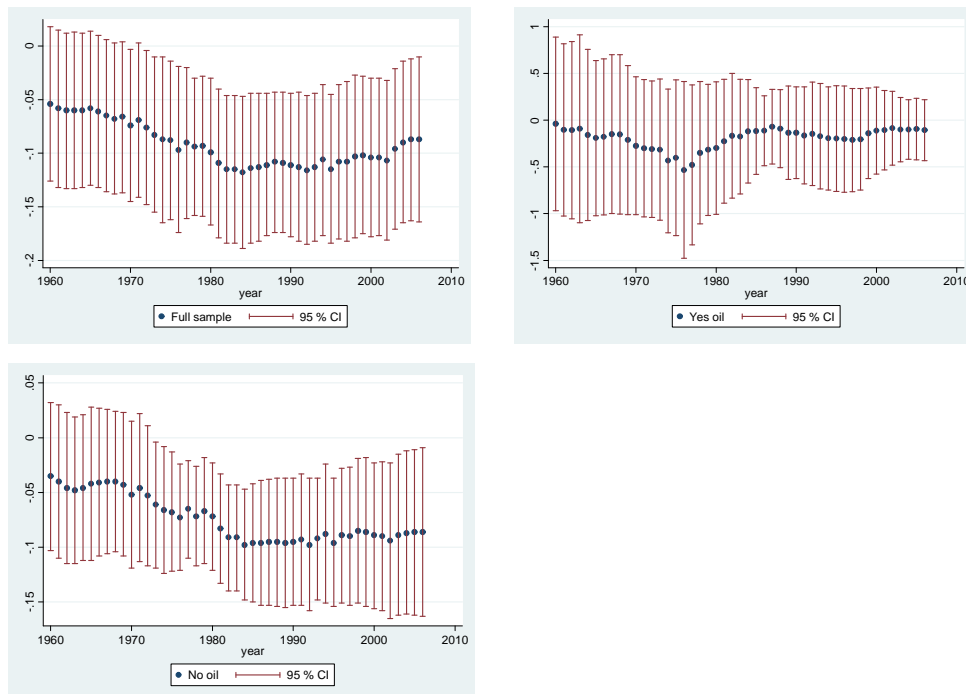 0
-.05
-.1
-.15
-.2
1960 1970 1980 1990 2000 2010
year
Full sample 95 % CI
1
.5
0
-.5
-1
-1.5
1960 1970 1980 1990 2000 2010
year
Yes oil 95 % CI
.05
0
-.05
-.1
-.15
1960 1970 1980 1990 2000 2010
year
No oil 95 % CI